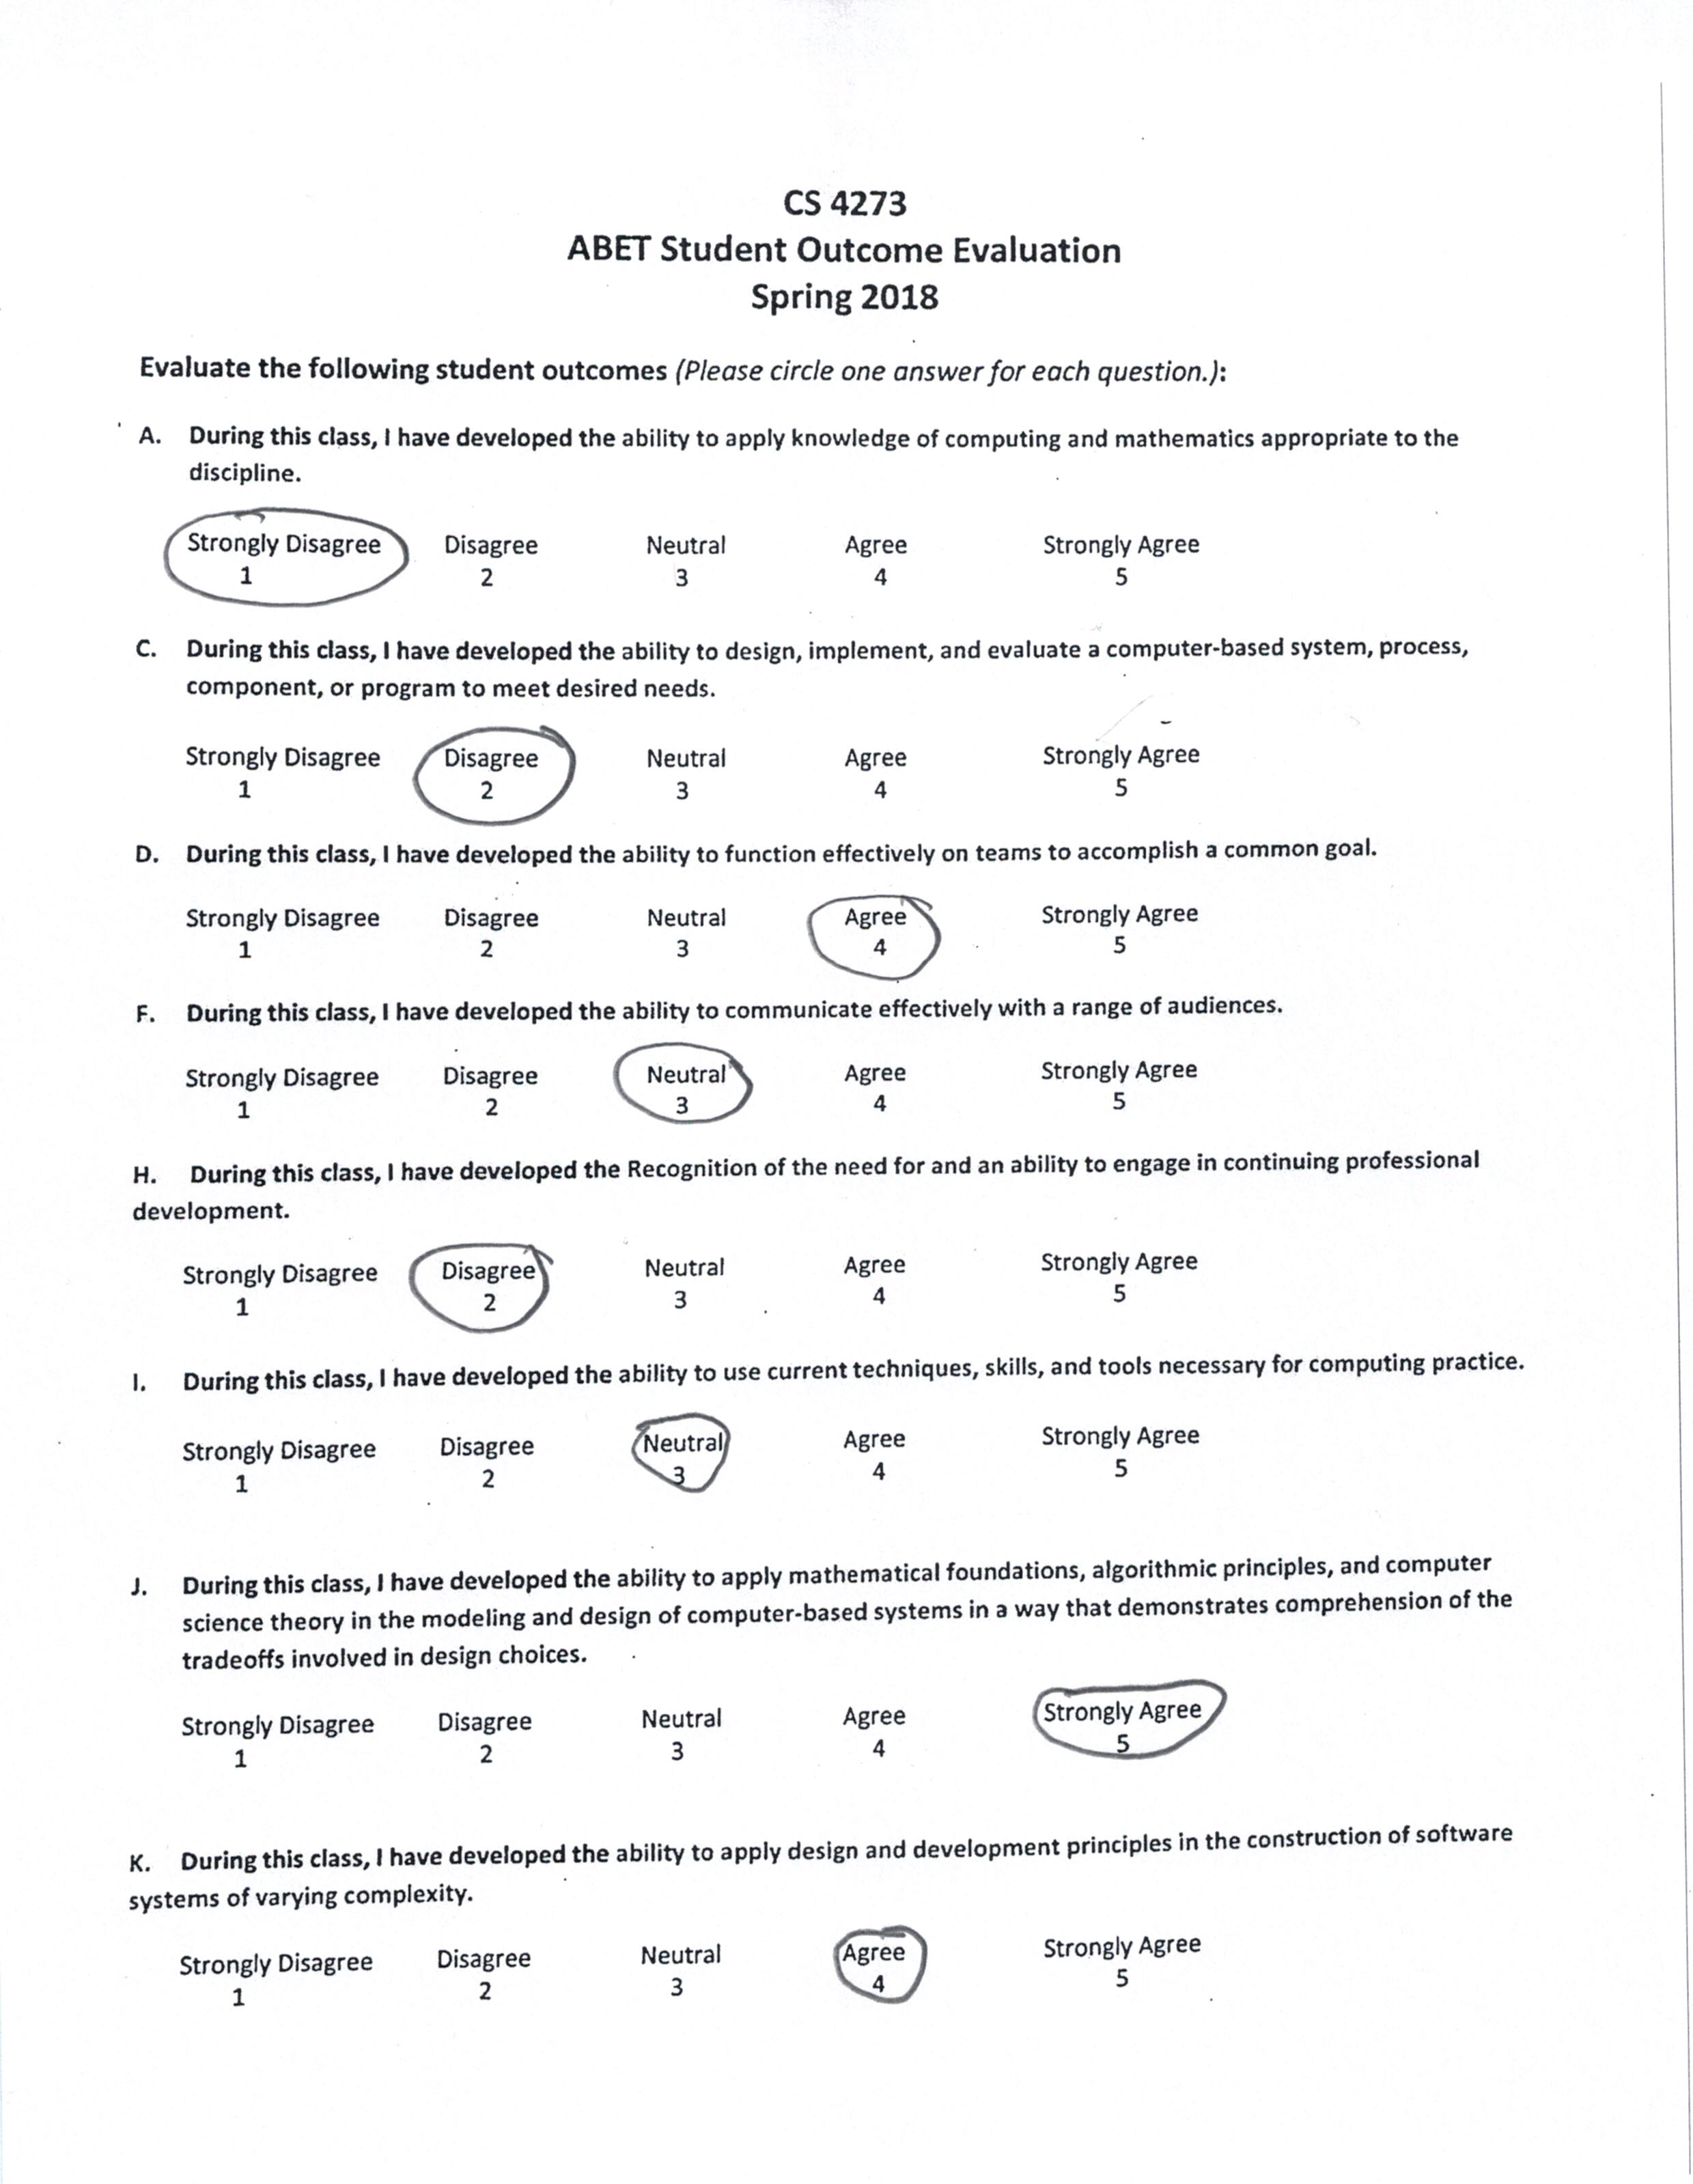 CS 4273
ABET Student Outcome Evaluation
Spring 2018
Evaluate the following student outcomes (Please circle one answer for each question.):
A. During this class, I have developed the ability to apply knowledge of computing and mathematics appropriate to the
discipline.
Strongly Disagree Disagree Neutral Agree Strongly Agree
1 2 3 4 5
C. During this class, I have developed the ability to design, implement, and evaluate a computer-based system, process,
component, or program to meet desired needs.
Strongly Disagree Disagree Neutral Agree Strongly Agree
1 2 3 4 5
D. During this class, I have developed the ability to function effectively on teams to accomplish a common goal.
Strongly Disagree Disagree Neutral Agree Strongly Agree
1 2 3 4 5
F. During this class, I have developed the ability to communicate effectively with a range of audiences.
Strongly Disagree Disagree Neutral Agree Strongly Agree
1 2 3 4 5
H. During this class, I have developed the Recognition of the need for and an ability to engage in continuing professional
development.
Strongly Disagree Disagree Neutral Agree Strongly Agree
1 2 3 4 5
I. During this class, I have developed the ability to use current techniques, skills, and tools necessary for computing practice.
Strongly Disagree Disagree Neutral Agree Strongly Agree
1 2 3 4 5
J. During this class, I have developed the ability to apply mathematical foundations, algorithmic principles, and computer
science theory in the modeling and design of computer-based systems in a way that demonstrates comprehension of the
tradeoffs involved in design choices.
Strongly Disagree Disagree Neutral Agree Strongly Agree
1 2 3 4 5
K. During this class, I have developed the ability to apply design and development principles in the construction of software
systems of varying complexity.
Strongly Disagree Disagree Neutral Agree Strongly Agree
1 2 3 4 5